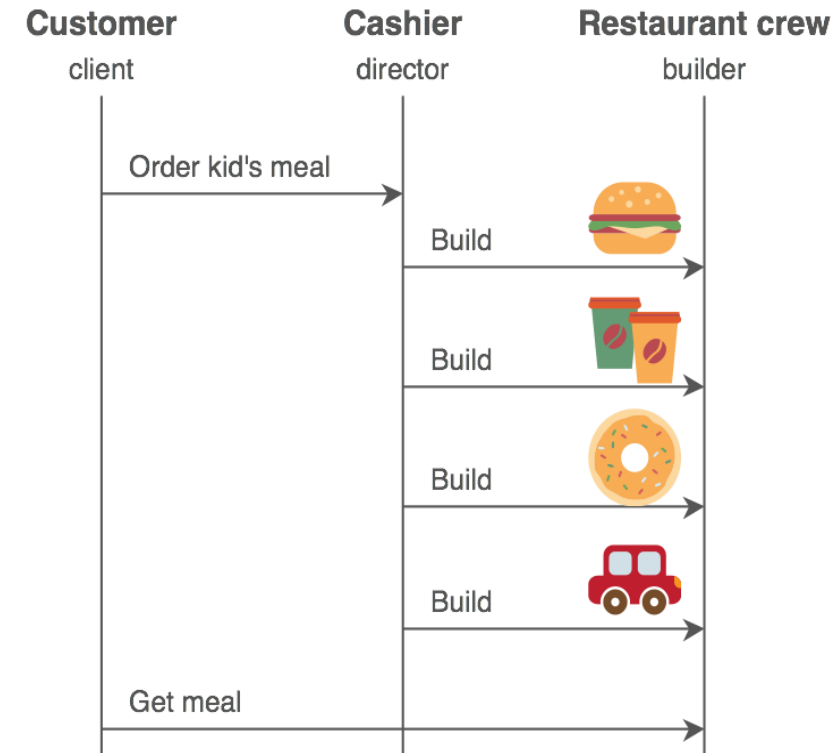 Customer Cashier Restaurant crew
client director builder
Order kid's meal
Build
Build
Build
Build
Get meal